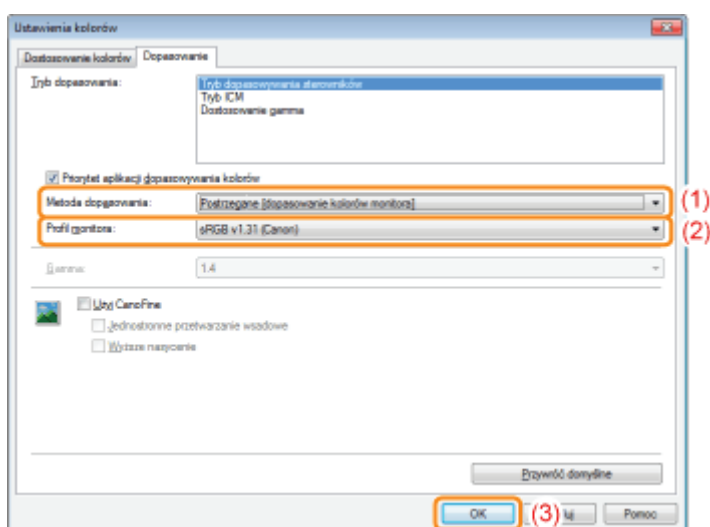 Ustawienia kolorów
Dostosowanie kolorów Dopasowanie
Tryb dopasowania: Tryb dopasowywania sterowników
Tryb ICM
Dostosowanie gamma
Priorytet aplikacji dopasowywania kolorów
Metoda dopasowania: Postrzegane [dopasowanie kolorów monitora] (1)
Profil monitora: sRGB v1.31 (Canon) (2)
Gamma: 1.4
Użyj CanoFine
Jednostronne przetwarzanie wsadowe
Wyższe nasycenie
Przywróć domyślne
OK (3) uj Pomoc